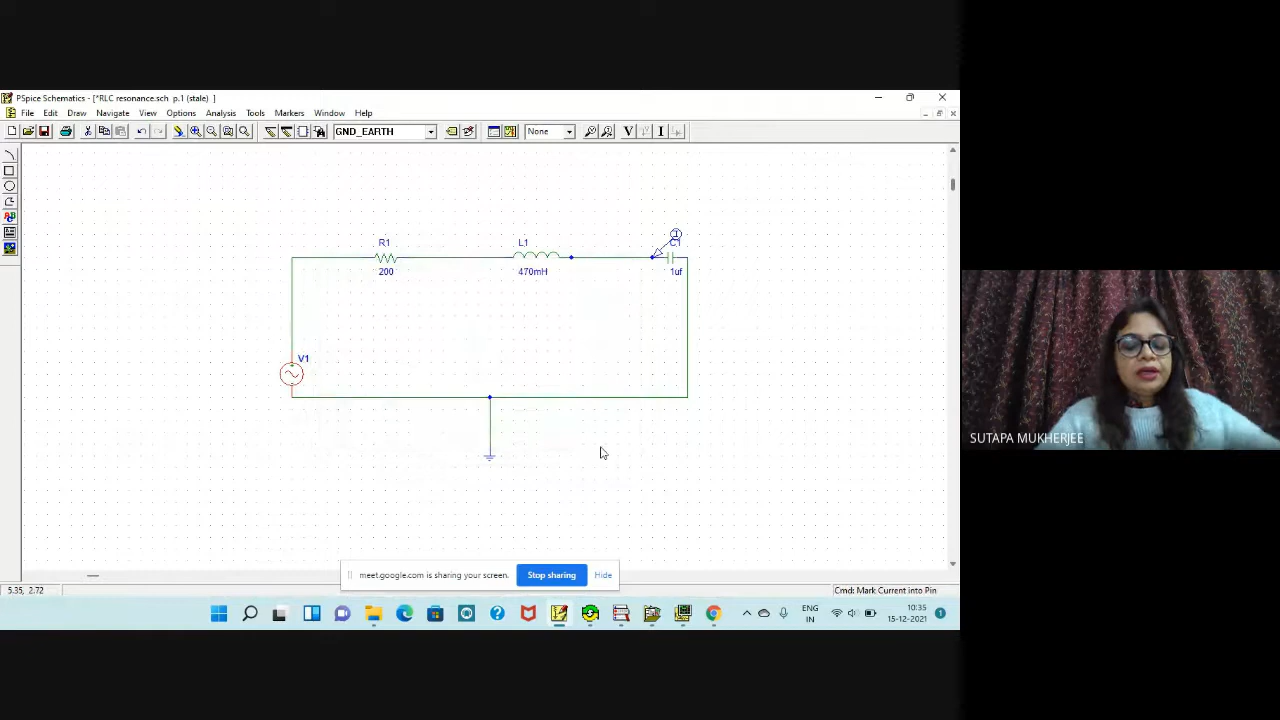 PSpice Schematics - [*RLC resonance.sch p.1 (stale) ]
File Edit Draw Navigate View Options Analysis Tools Markers Window Help
GND_EARTH
None
V I
R1
L1
C1
200
470mH
1uf
V1
SUTAPA MUKHERJEE
meet.google.com is sharing your screen.
Stop sharing
Hide
5.35, 2.72
Cmd: Mark Current into Pin
ENG
IN
10:35
15-12-2021
1